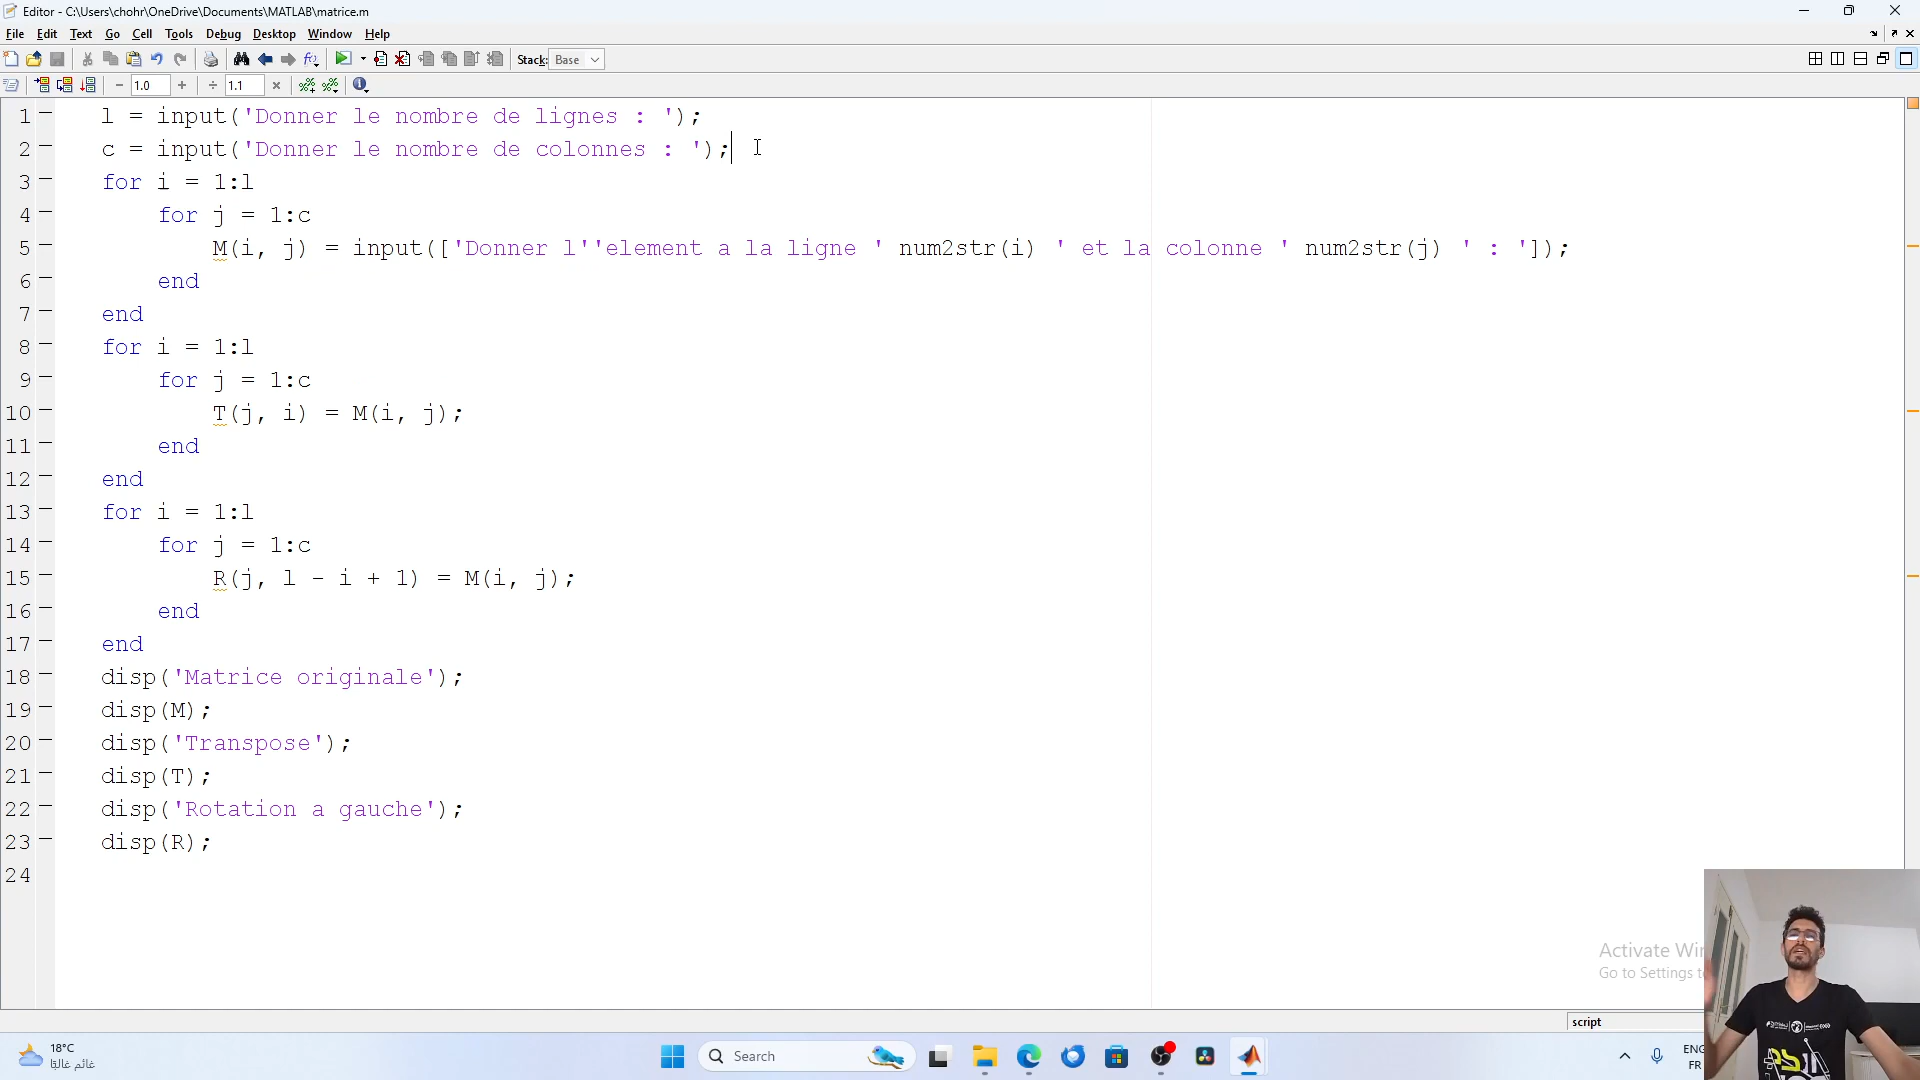 Editor - C:\Users\chohr\OneDrive\Documents\MATLAB\matrice.m
File Edit Text Go Cell Tools Debug Desktop Window Help
Stack: Base
1.0 1.1
1 l = input('Donner le nombre de lignes : ');
2 c = input('Donner le nombre de colonnes : ');
3 for i = 1:l
4 for j = 1:c
5 M(i, j) = input(['Donner l''element a la ligne ' num2str(i) ' et la colonne ' num2str(j) ' : ']);
6 end
7 end
8 for i = 1:l
9 for j = 1:c
10 T(j, i) = M(i, j);
11 end
12 end
13 for i = 1:l
14 for j = 1:c
15 R(j, l - i + 1) = M(i, j);
16 end
17 end
18 disp('Matrice originale');
19 disp(M);
20 disp('Transpose');
21 disp(T);
22 disp('Rotation a gauche');
23 disp(R);
24
Activate
Go to Settings
script
18°C
غائم غالبًا
Search
ENG
FR